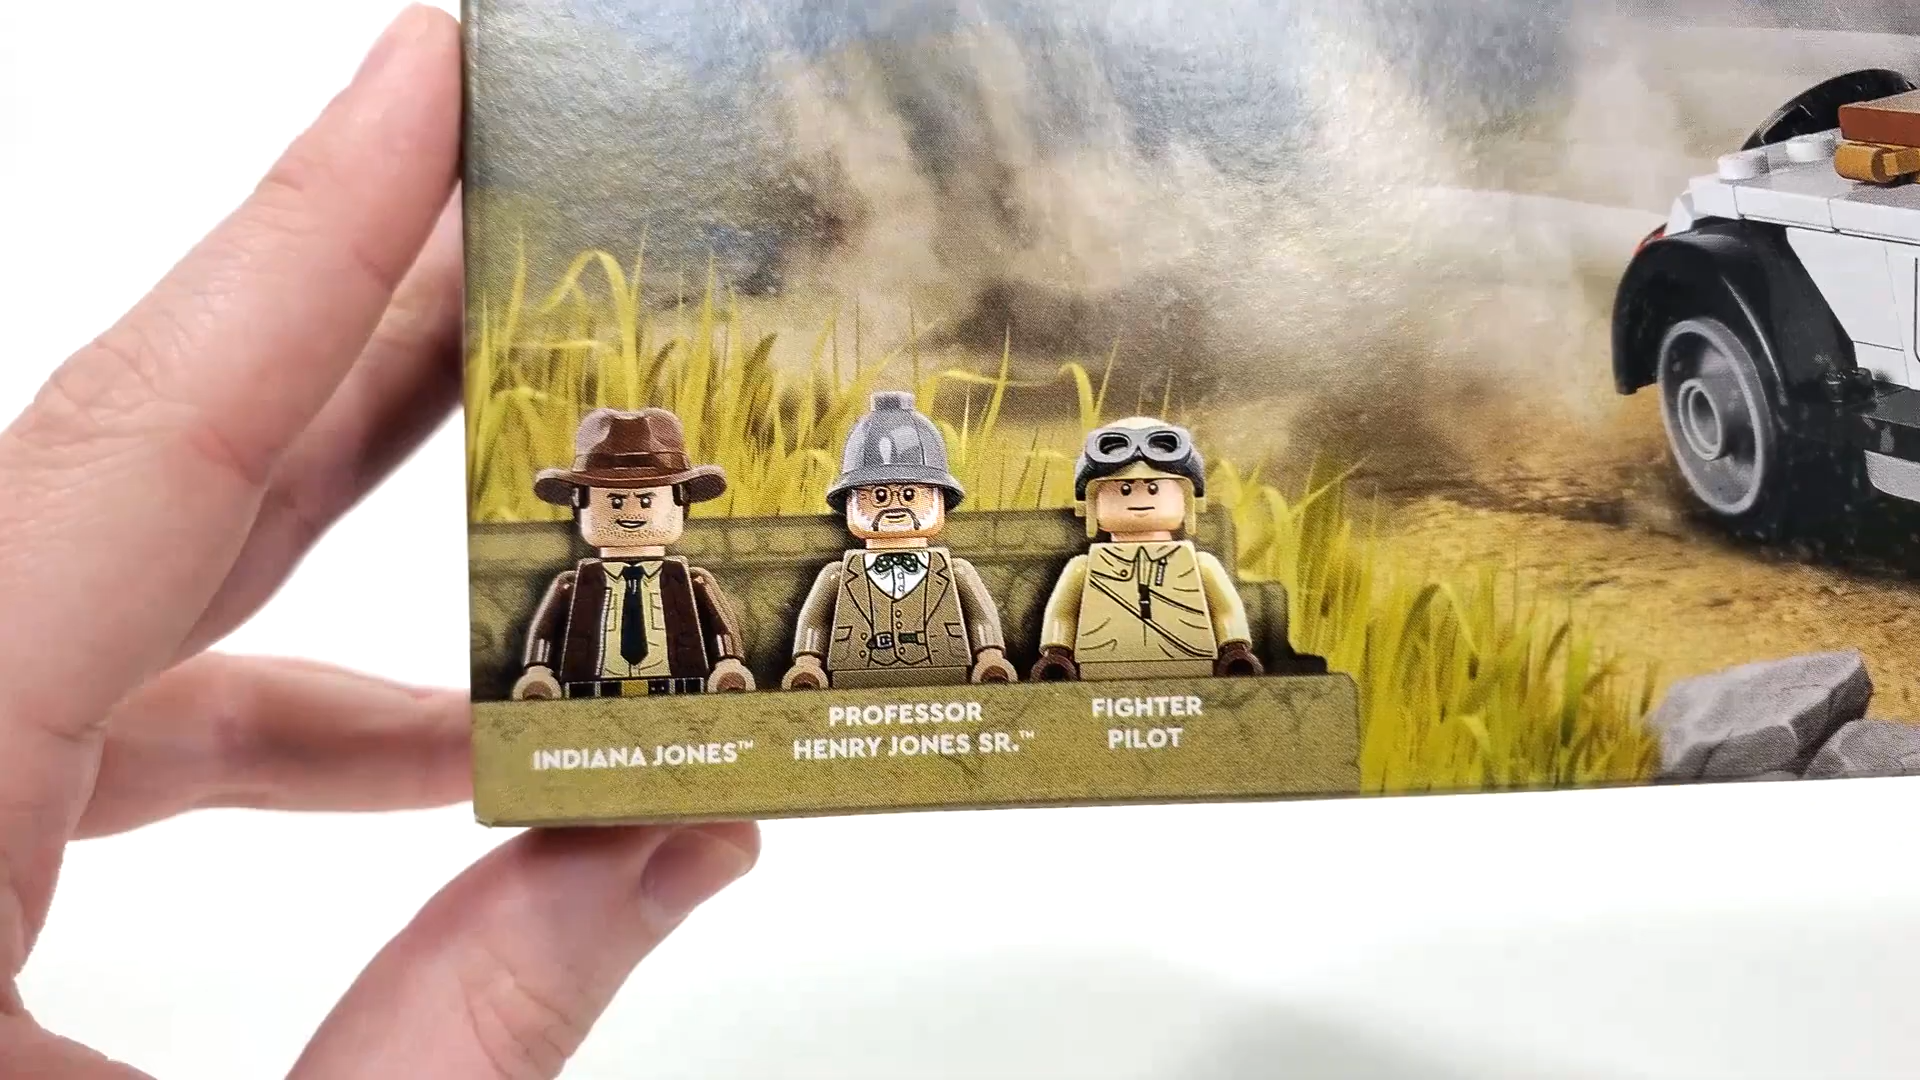 INDIANA JONES™
PROFESSOR
HENRY JONES SR.™
FIGHTER
PILOT